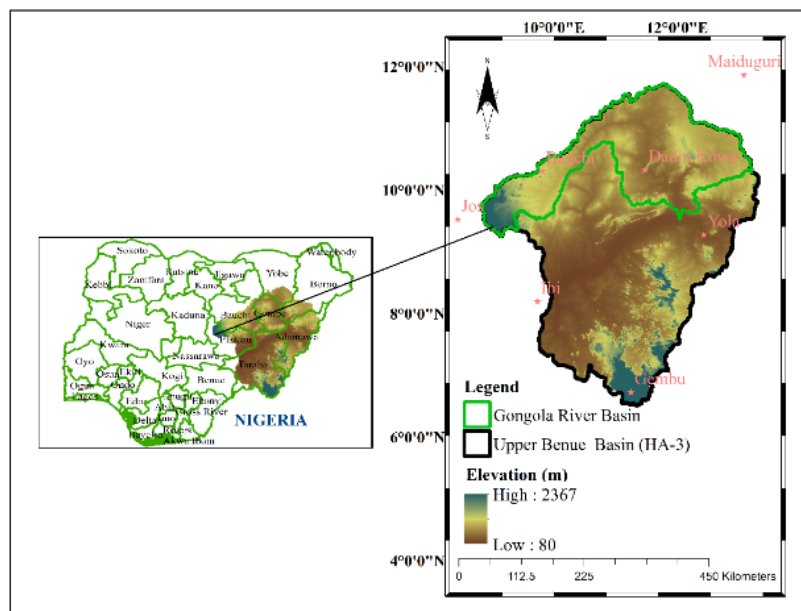 10°0'0"E 12°0'0"E
12°0'0"N
Maiduguri
Bauchi
Dadin Kowa
10°0'0"N
Jos
Yola
8°0'0"N
Ibi
Gembu
6°0'0"N
4°0'0"N
Legend
Gongola River Basin
Upper Benue Basin (HA-3)
Elevation (m)
High : 2367
Low : 80
0 112.5 225 450 Kilometers
Sokoto
Water body
Kebbi
Zamfara
Katsina
Kano
Jigawa
Yobe
Borno
Kaduna
Bauchi
Gombe
Niger
Plateau
Adamawa
Kwara
Nassarawa
Taraba
Oyo
Osun
Ekiti
Kogi
Benue
Ogun
Ondo
Lagos
Edo
Cross River
Delta
Rivers
Bayelsa
Akwa Ibom
NIGERIA